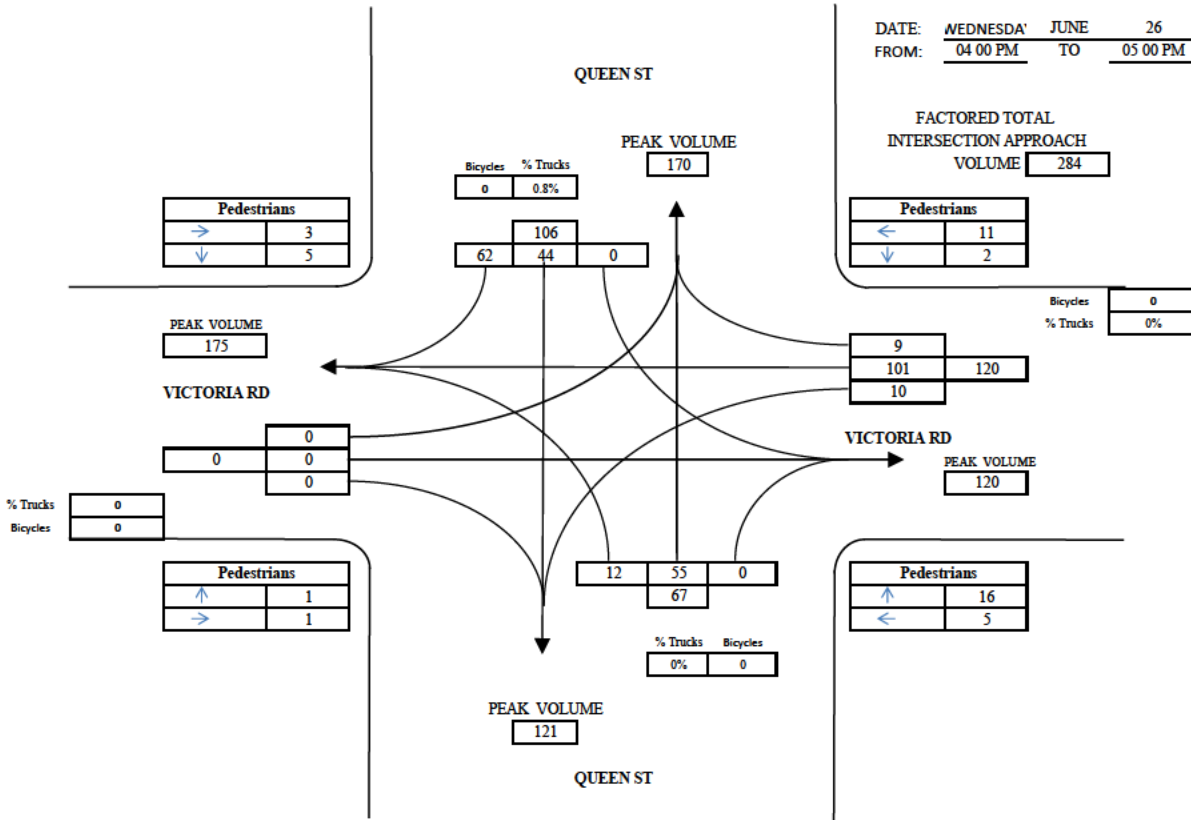 DATE: WEDNESDA' JUNE 26
FROM: 04 00 PM TO 05 00 PM
QUEEN ST
FACTORED TOTAL
INTERSECTION APPROACH
VOLUME 284
PEAK VOLUME
170
Bicycles % Trucks
0 0.8%
Pedestrians
→ 3
↓ 5
106
62 44 0
Pedestrians
← 11
↓ 2
Bicycles 0
% Trucks 0%
PEAK VOLUME
175
VICTORIA RD
9
101 120
10
0
0 0
0
VICTORIA RD
PEAK VOLUME
120
% Trucks 0
Bicycles 0
Pedestrians
↑ 1
→ 1
12 55 0
67
Pedestrians
↑ 16
← 5
% Trucks Bicycles
0% 0
PEAK VOLUME
121
QUEEN ST